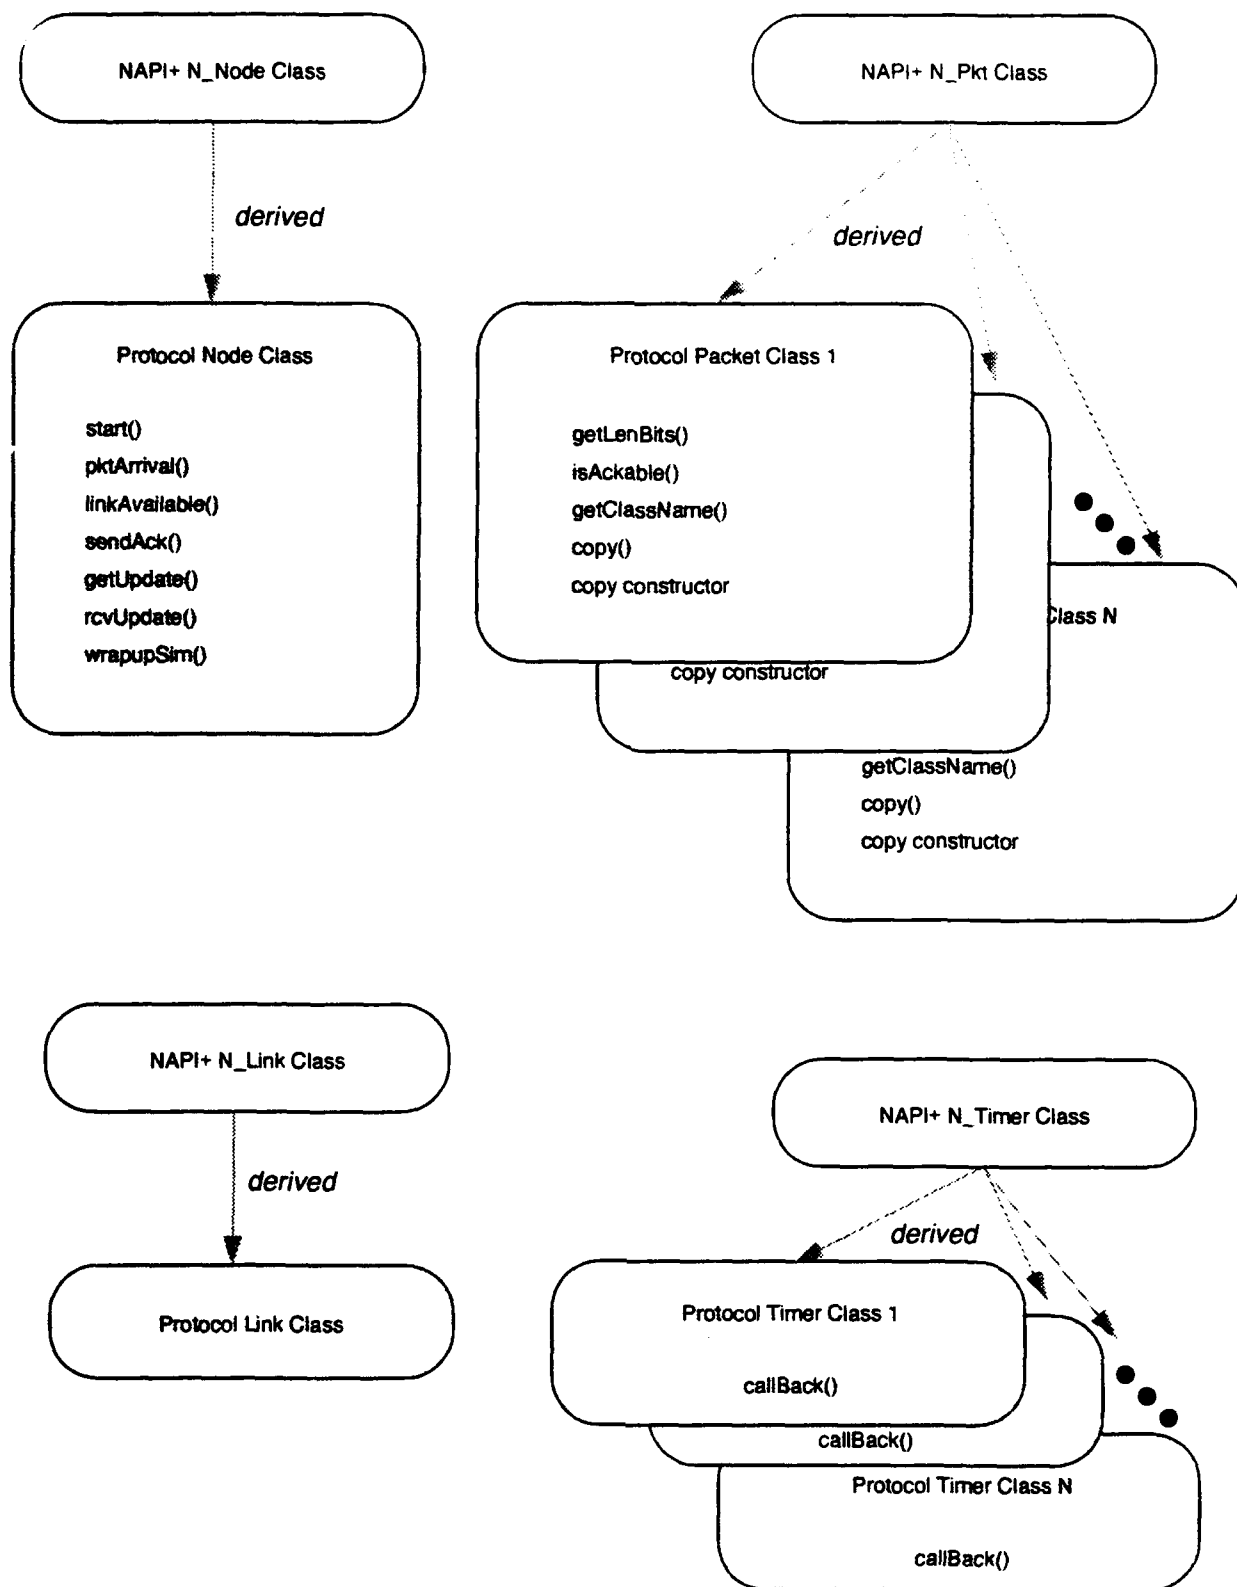 NAPI+ N_Node Class
derived
Protocol Node Class
start()
pktArrival()
linkAvailable()
sendAck()
getUpdate()
rcvUpdate()
wrapupSim()
NAPI+ N_Pkt Class
derived
Protocol Packet Class 1
getLenBits()
isAckable()
getClassName()
copy()
copy constructor
copy constructor
Class N
getClassName()
copy()
copy constructor
NAPI+ N_Link Class
derived
Protocol Link Class
NAPI+ N_Timer Class
derived
Protocol Timer Class 1
callBack()
callBack()
Protocol Timer Class N
callBack()